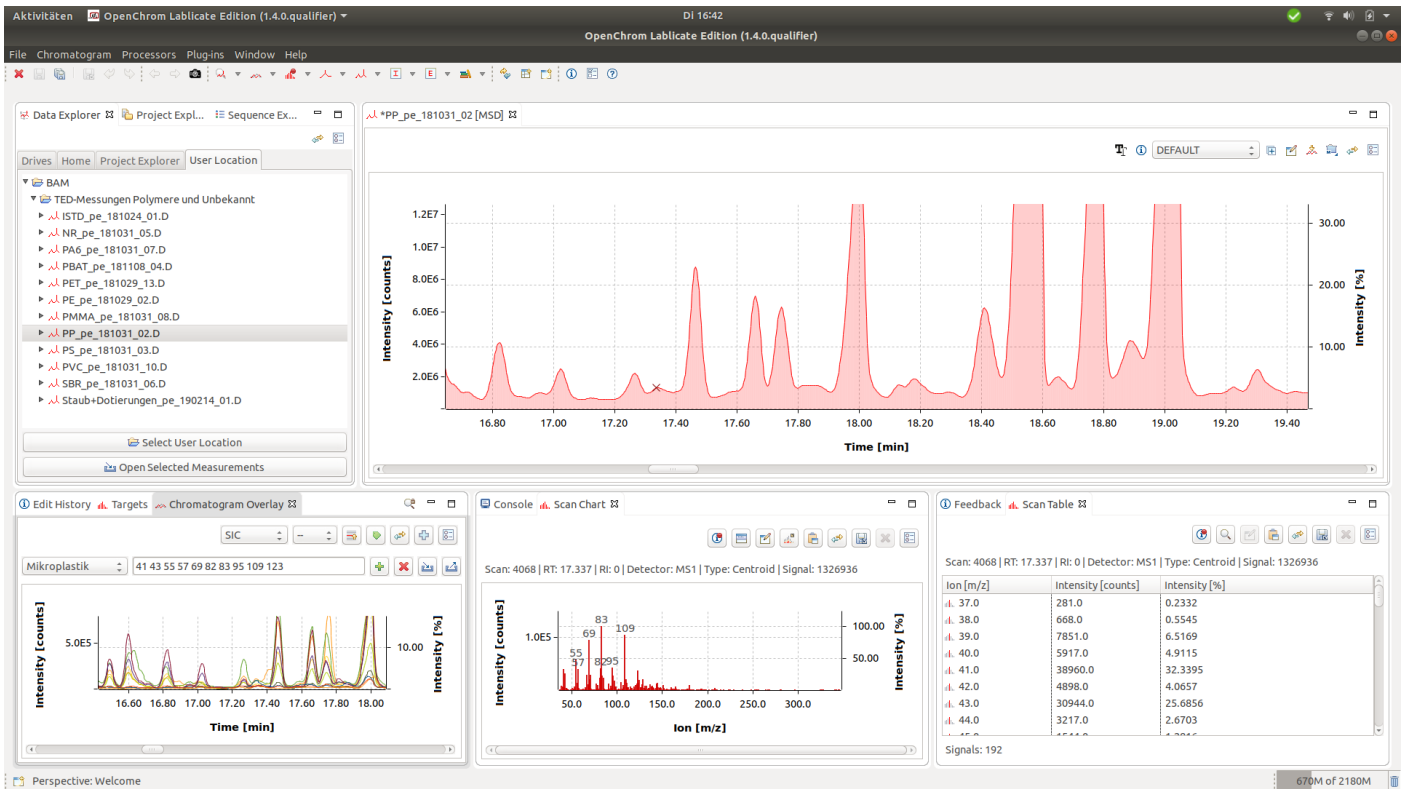 Aktivitäten OpenChrom Lablicate Edition (1.4.0.qualifier) Di 16:42
OpenChrom Lablicate Edition (1.4.0.qualifier)
File Chromatogram Processors Plug-ins Window Help
Data Explorer Project Expl... Sequence Ex...
Drives Home Project Explorer User Location
BAM
TED-Messungen Polymere und Unbekannt
ISTD_pe_181024_01.D
NR_pe_181031_05.D
PA6_pe_181031_07.D
PBAT_pe_181108_04.D
PET_pe_181029_13.D
PE_pe_181029_02.D
PMMA_pe_181031_08.D
PP_pe_181031_02.D
PS_pe_181031_03.D
PVC_pe_181031_10.D
SBR_pe_181031_06.D
Staub+Dotierungen_pe_190214_01.D
Select User Location
Open Selected Measurements
*PP_pe_181031_02 [MSD]
DEFAULT
Intensity [counts]
1.2E7
1.0E7
8.0E6
6.0E6
4.0E6
2.0E6
30.00
20.00
10.00
Intensity [%]
16.80 17.00 17.20 17.40 17.60 17.80 18.00 18.20 18.40 18.60 18.80 19.00 19.20 19.40
Time [min]
Edit History Targets Chromatogram Overlay
SIC --
Mikroplastik 41 43 55 57 69 82 83 95 109 123
Intensity [counts]
5.0E5
10.00
Intensity [%]
16.60 16.80 17.00 17.20 17.40 17.60 17.80 18.00
Time [min]
Console Scan Chart
Scan: 4068 | RT: 17.337 | RI: 0 | Detector: MS1 | Type: Centroid | Signal: 1326936
Intensity [counts]
1.0E5
83
109
69
55
57
82 95
100.00
50.00
Intensity [%]
50.0 100.0 150.0 200.0 250.0 300.0
Ion [m/z]
Feedback Scan Table
Scan: 4068 | RT: 17.337 | RI: 0 | Detector: MS1 | Type: Centroid | Signal: 1326936
Ion [m/z] Intensity [counts] Intensity [%]
37.0 281.0 0.2332
38.0 668.0 0.5545
39.0 7851.0 6.5169
40.0 5917.0 4.9115
41.0 38960.0 32.3395
42.0 4898.0 4.0657
43.0 30944.0 25.6856
44.0 3217.0 2.6703
Signals: 192
Perspective: Welcome 670M of 2180M